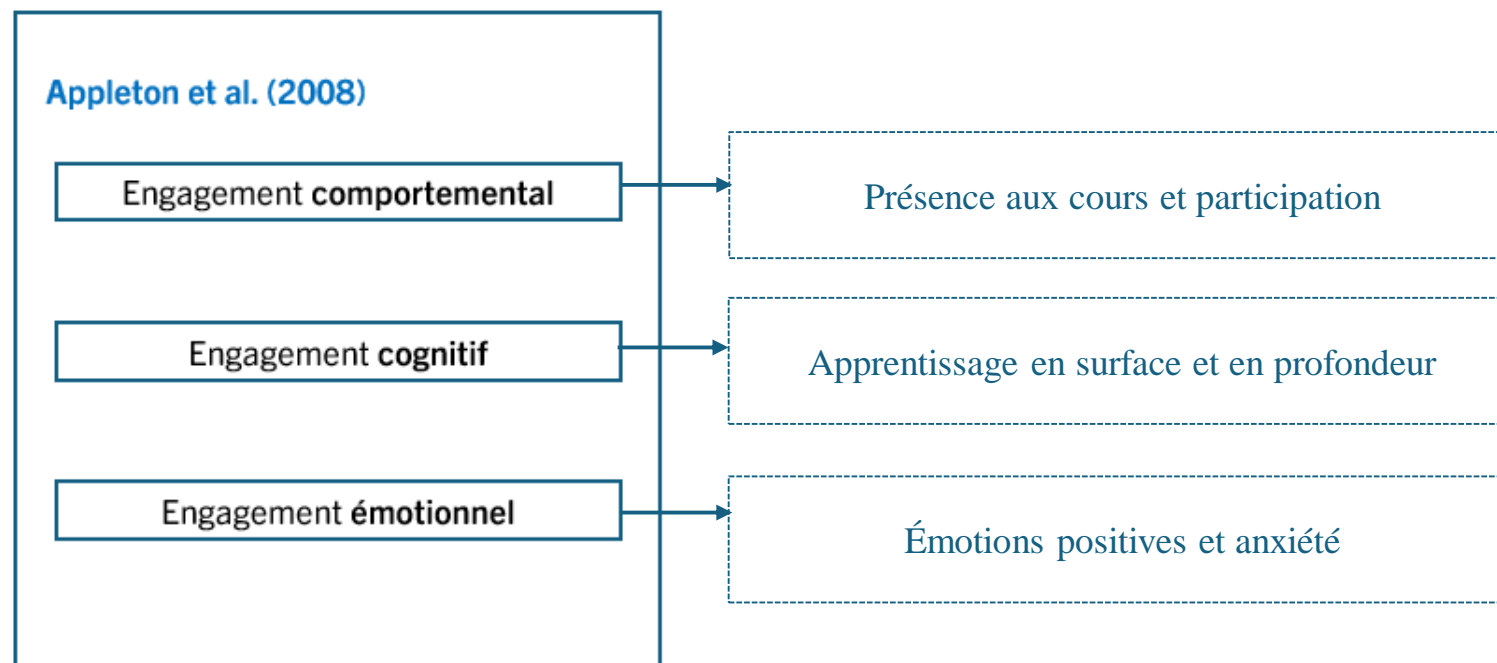 Appleton et al. (2008)
Engagement comportemental
Présence aux cours et participation
Engagement cognitif
Apprentissage en surface et en profondeur
Engagement émotionnel
Émotions positives et anxiété